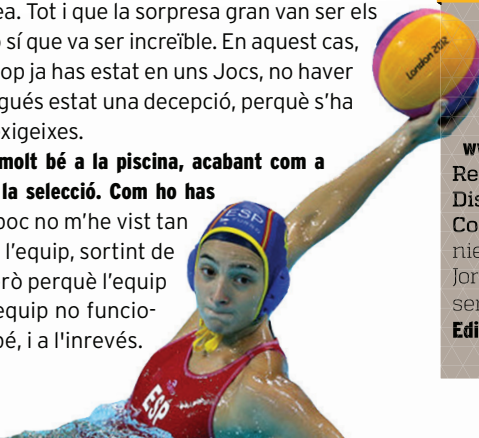 ea. Tot i que la sorpresa gran van ser els
sí que va ser increïble. En aquest cas,
op ja has estat en uns Jocs, no haver
gués estat una decepció, perquè s'ha
xigeixes.
molt bé a la piscina, acabant com a
la selecció. Com ho has
poc no m'he vist tan
l'equip, sortint de
rò perquè l'equip
equip no funcio-
bé, i a l'inrevés.
London 2012
ESP
ESP
Re
Dis
Co
nie
Jor
ser
Edi